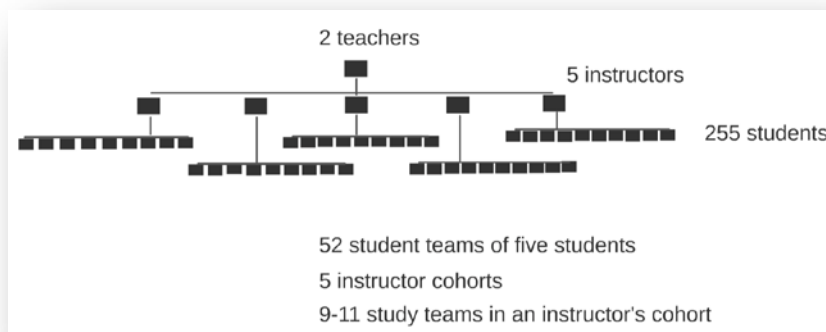 2 teachers
5 instructors
255 students
52 student teams of five students
5 instructor cohorts
9-11 study teams in an instructor's cohort